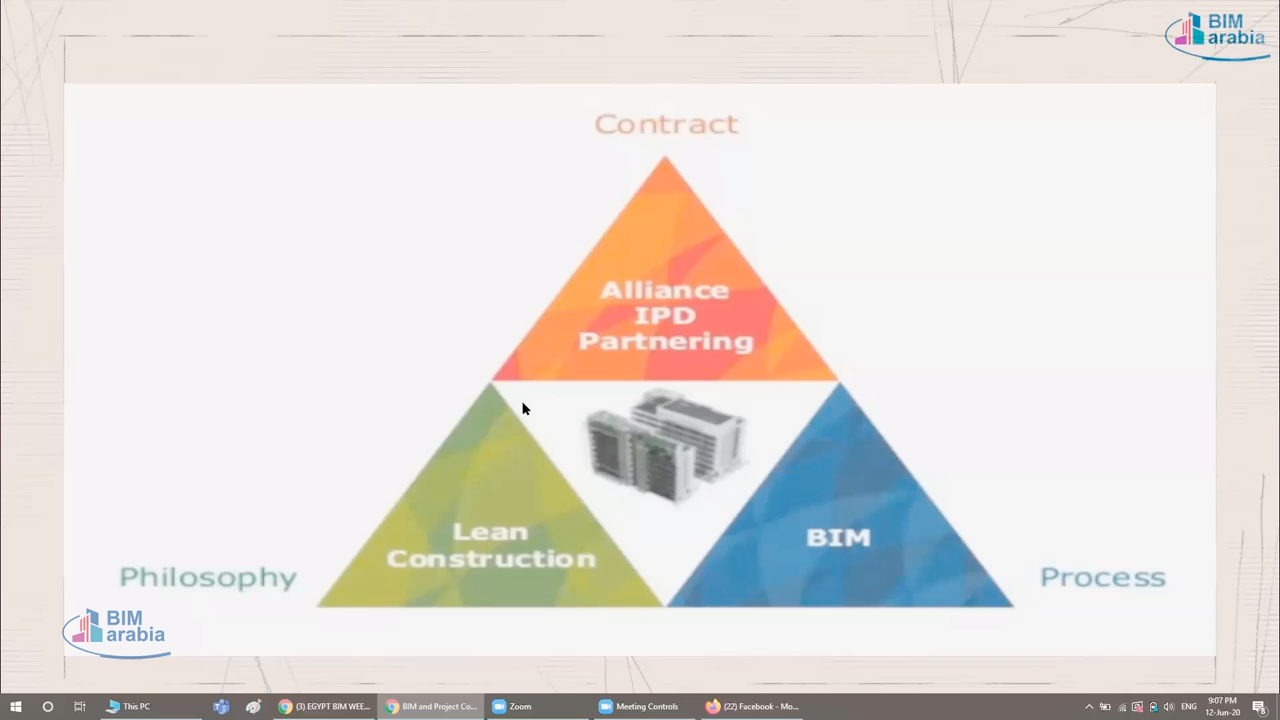 BIM
arabia
Contract
Alliance
IPD
Partnering
Lean
Construction
BIM
Philosophy
Process
BIM
arabia
This PC
(3) EGYPT BIM WEE...
BIM and Project Co...
Zoom
Meeting Controls
(22) Facebook - Mo...
ENG
9:07 PM
12-Jun-20